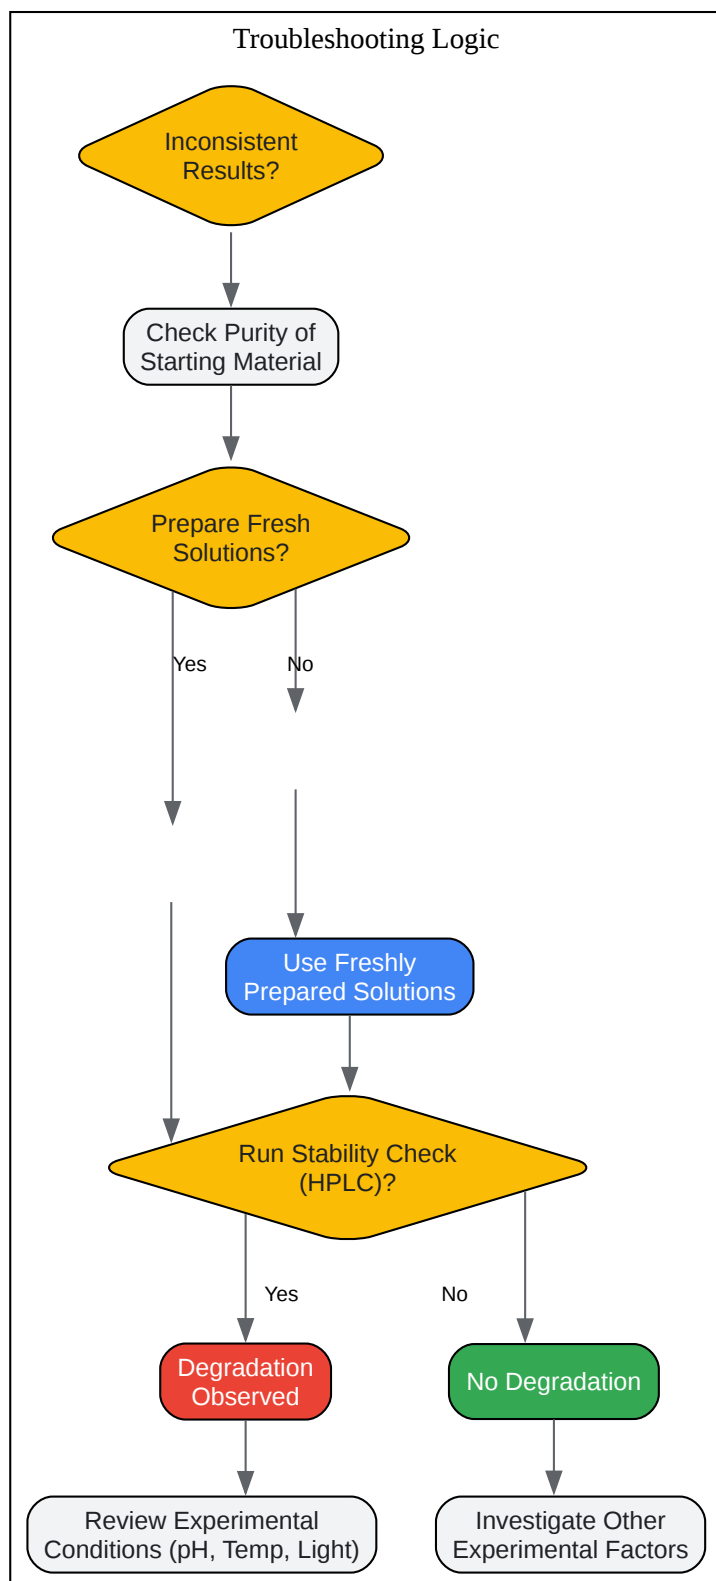 Troubleshooting Logic
Inconsistent
Results?
Check Purity of
Starting Material
Prepare Fresh
Solutions?
Yes
No
Use Freshly
Prepared Solutions
Run Stability Check
(HPLC)?
Yes
No
Degradation
Observed
No Degradation
Review Experimental
Conditions (pH, Temp, Light)
Investigate Other
Experimental Factors